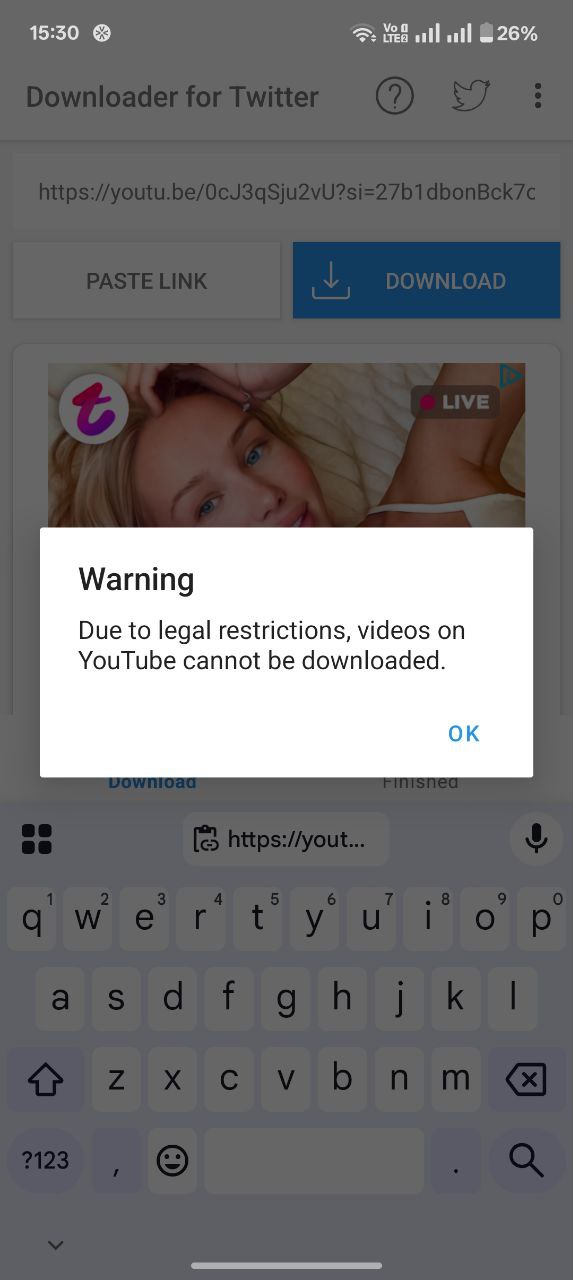 15:30
Vo
LTE2
26%
Downloader for Twitter
?
https://youtu.be/0cJ3qSju2vU?si=27b1dbonBck7c
PASTE LINK
DOWNLOAD
t
LIVE
Warning
Due to legal restrictions, videos on
YouTube cannot be downloaded.
OK
Download
Finished
https://yout...
1 2 3 4 5 6 7 8 9 0
q w e r t y u i o p
a s d f g h j k l
z x c v b n m
?123 , .